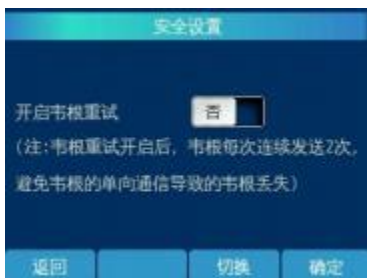 安全设置
开启韦根重试
否
(注:韦根重试开启后, 韦根每次连续发送2次,
避免韦根的单向通信导致的韦根丢失)
返回
切换
确定